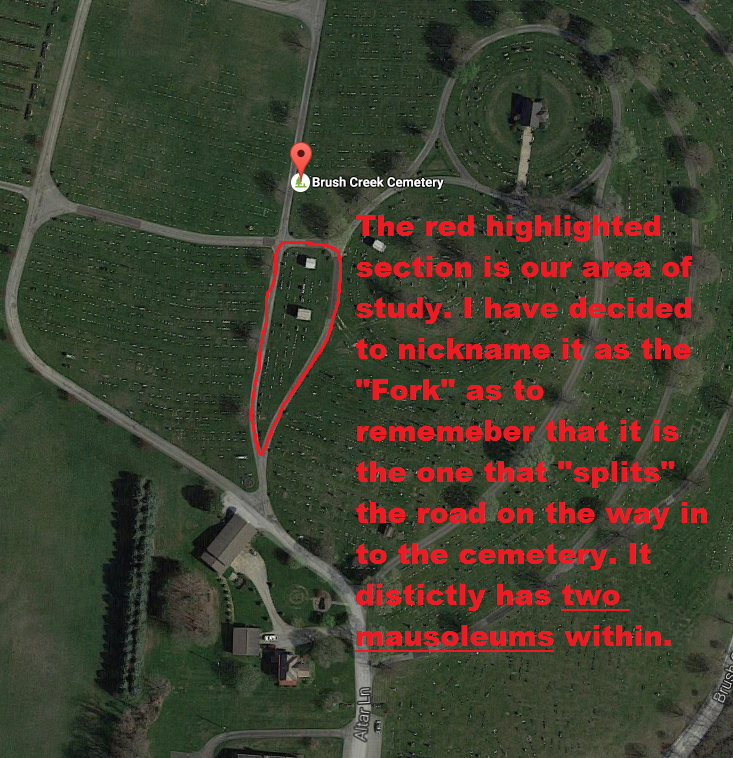 Brush Creek Cemetery
The red highlighted
section is our area of
study. I have decided
to nickname it as the
"Fork" as to
rememeber that it is
the one that "splits"
the road on the way in
to the cemetery. It
distictly has two
mausoleums within.
Altar Ln